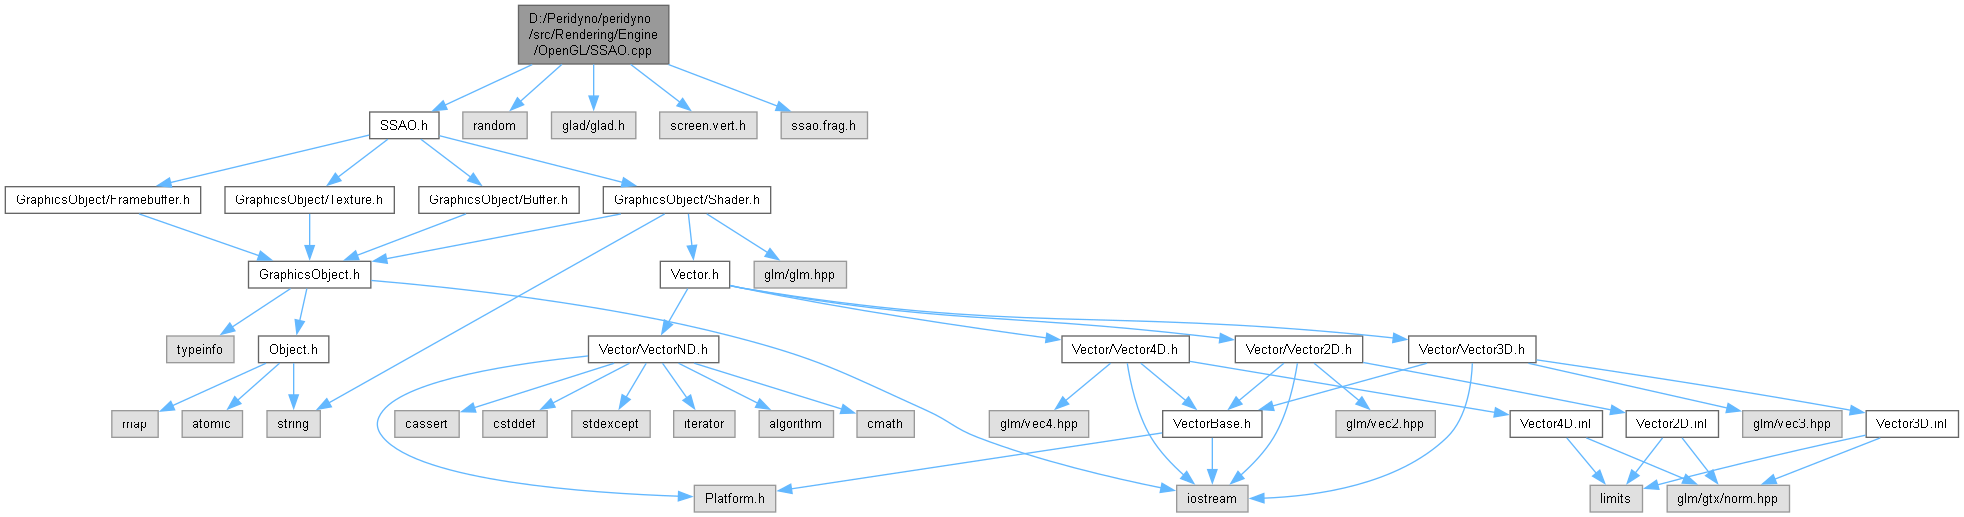 D:/Peridyno/peridyno
/src/Rendering/Engine
/OpenGL/SSAO.cpp
SSAO.h
random
glad/glad.h
screen.vert.h
ssao.frag.h
GraphicsObject/Framebuffer.h
GraphicsObject/Texture.h
GraphicsObject/Buffer.h
GraphicsObject/Shader.h
GraphicsObject.h
Vector.h
glm/glm.hpp
typeinfo
Object.h
Vector/VectorND.h
Vector/Vector4D.h
Vector/Vector2D.h
Vector/Vector3D.h
map
atomic
string
cassert
cstddef
stdexcept
iterator
algorithm
cmath
glm/vec4.hpp
VectorBase.h
glm/vec2.hpp
Vector4D.inl
Vector2D.inl
glm/vec3.hpp
Vector3D.inl
Platform.h
iostream
limits
glm/gtx/norm.hpp